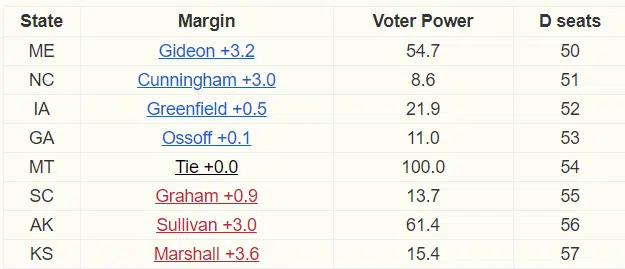 State Margin Voter Power D seats
ME Gideon +3.2 54.7 50
NC Cunningham +3.0 8.6 51
IA Greenfield +0.5 21.9 52
GA Ossoff +0.1 11.0 53
MT Tie +0.0 100.0 54
SC Graham +0.9 13.7 55
AK Sullivan +3.0 61.4 56
KS Marshall +3.6 15.4 57